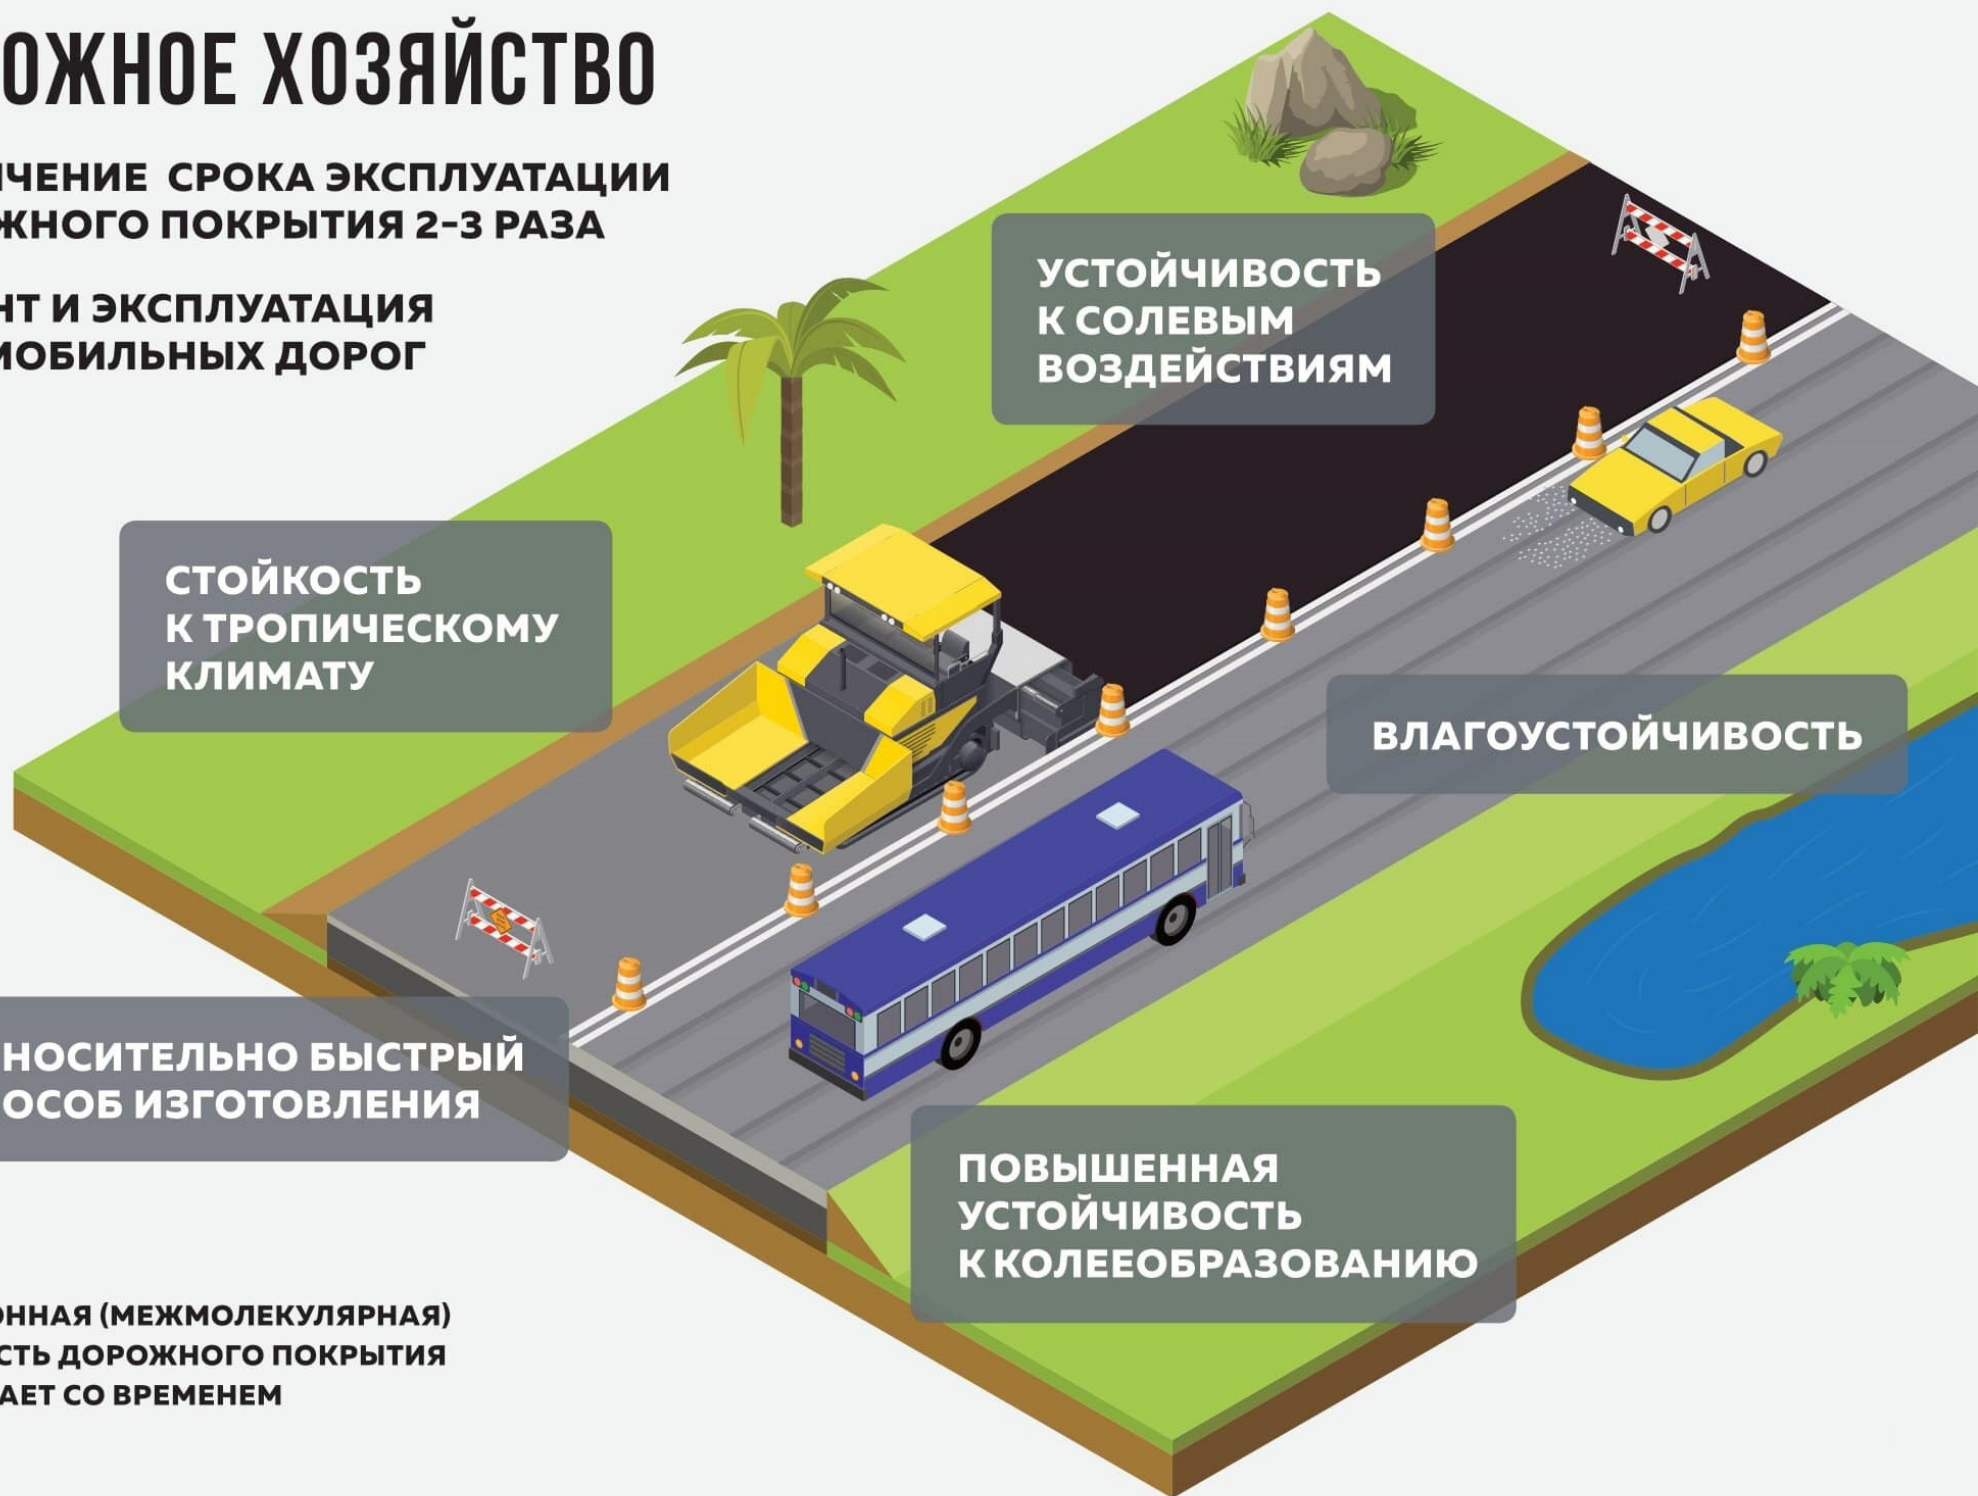 ОЖНОЕ ХОЗЯЙСТВО
ИЧЕНИЕ СРОКА ЭКСПЛУАТАЦИИ
ЖНОГО ПОКРЫТИЯ 2-3 РАЗА
НТ И ЭКСПЛУАТАЦИЯ
МОБИЛЬНЫХ ДОРОГ
УСТОЙЧИВОСТЬ
К СОЛЕВЫМ
ВОЗДЕЙСТВИЯМ
СТОЙКОСТЬ
К ТРОПИЧЕСКОМУ
КЛИМАТУ
ВЛАГОУСТОЙЧИВОСТЬ
НОСИТЕЛЬНО БЫСТРЫЙ
ОСОБ ИЗГОТОВЛЕНИЯ
ПОВЫШЕННАЯ
УСТОЙЧИВОСТЬ
К КОЛЕЕОБРАЗОВАНИЮ
ОННАЯ (МЕЖМОЛЕКУЛЯРНАЯ)
СТЬ ДОРОЖНОГО ПОКРЫТИЯ
АЕТ СО ВРЕМЕНЕМ